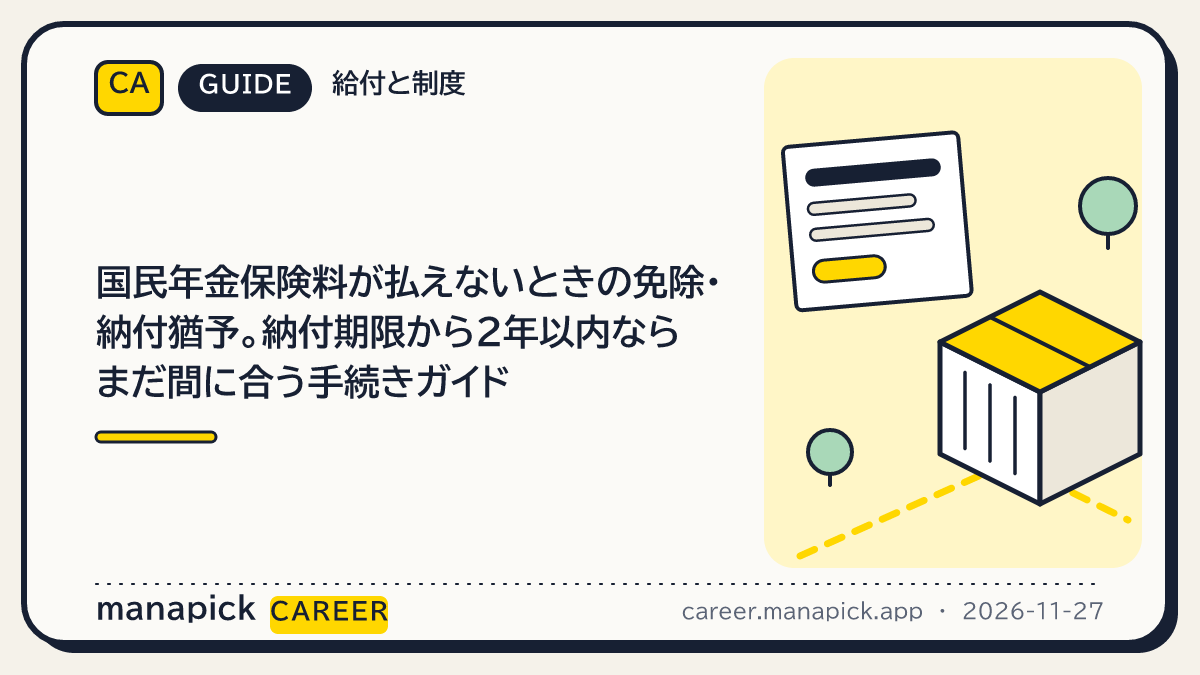 CA GUIDE 給付と制度
国民年金保険料が払えないときの免除・
納付猶予。納付期限から2年以内なら
まだ間に合う手続きガイド
manapick CAREER career.manapick.app ・ 2026-11-27